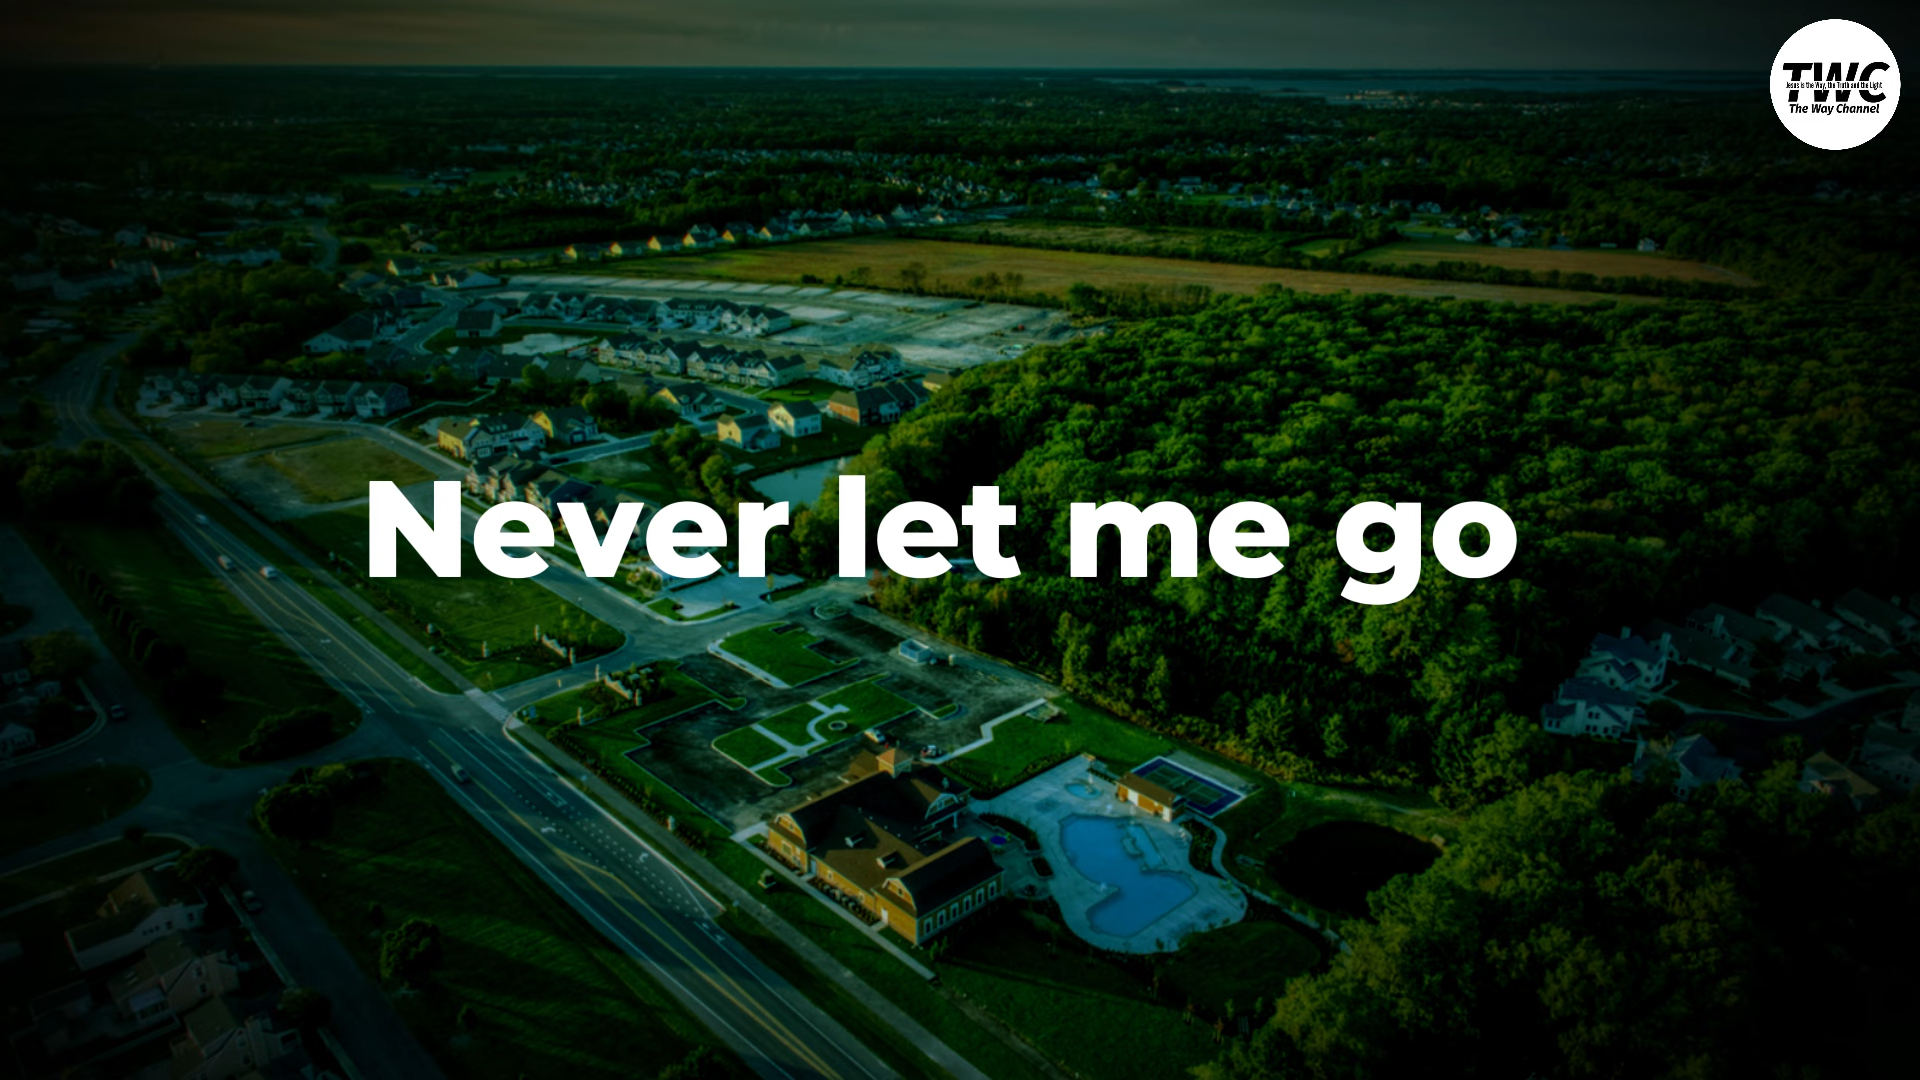 TWC
Jesus is the Way, the Truth and the Light
The Way Channel
Never let me go